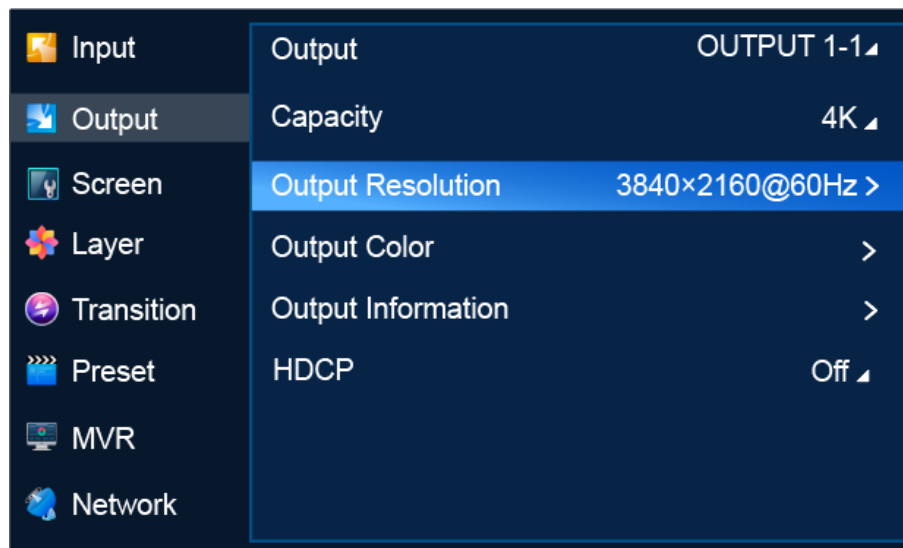 Input
Output
Screen
Layer
Transition
Preset
MVR
Network
Output OUTPUT 1-1
Capacity 4K
Output Resolution 3840×2160@60Hz >
Output Color >
Output Information >
HDCP Off